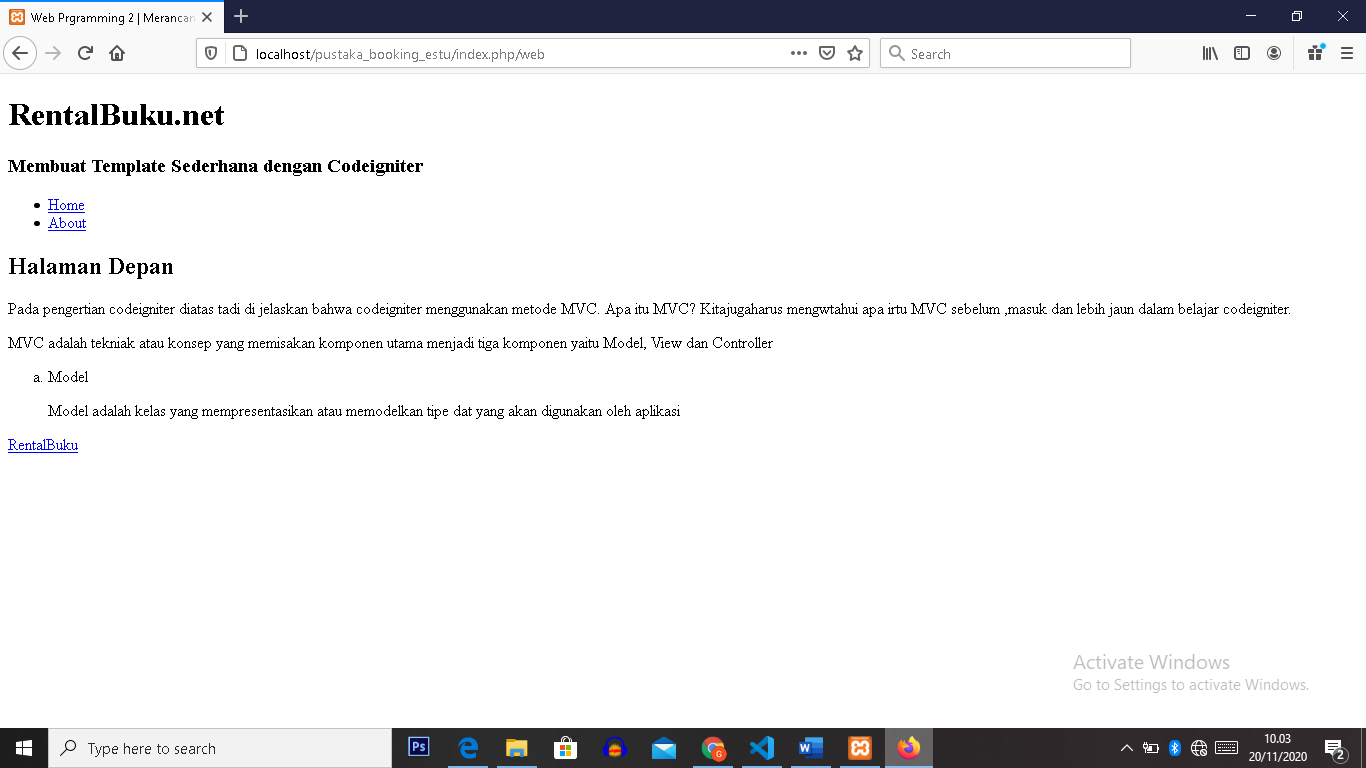 Web Prgramming 2 | Merancan
localhost/pustaka_booking_estu/index.php/web
Search
RentalBuku.net
Membuat Template Sederhana dengan Codeigniter
Home
About
Halaman Depan
Pada pengertian codeigniter diatas tadi di jelaskan bahwa codeigniter menggunakan metode MVC. Apa itu MVC? Kitajugaharus mengwtahui apa irtu MVC sebelum ,masuk dan lebih jaun dalam belajar codeigniter.
MVC adalah tekniak atau konsep yang memisakan komponen utama menjadi tiga komponen yaitu Model, View dan Controller
a. Model
Model adalah kelas yang mempresentasikan atau memodelkan tipe dat yang akan digunakan oleh aplikasi
RentalBuku
Activate Windows
Go to Settings to activate Windows.
Type here to search
Ps
10.03
20/11/2020
2